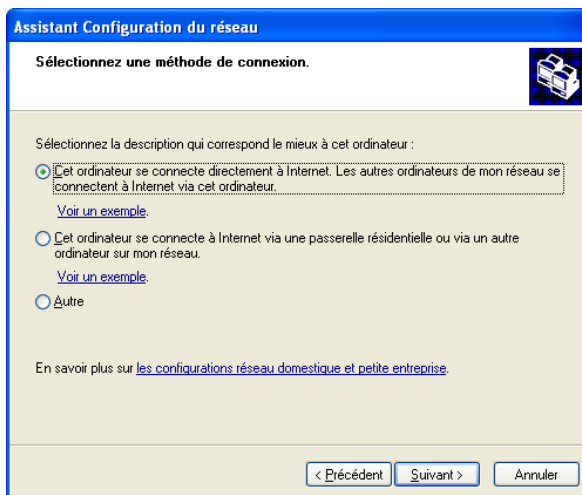 Assistant Configuration du réseau
Sélectionnez une méthode de connexion.
Sélectionnez la description qui correspond le mieux à cet ordinateur :
Cet ordinateur se connecte directement à Internet. Les autres ordinateurs de mon réseau se
connectent à Internet via cet ordinateur.
Voir un exemple.
Cet ordinateur se connecte à Internet via une passerelle résidentielle ou via un autre
ordinateur sur mon réseau.
Voir un exemple.
Autre
En savoir plus sur les configurations réseau domestique et petite entreprise.
< Précédent Suivant > Annuler